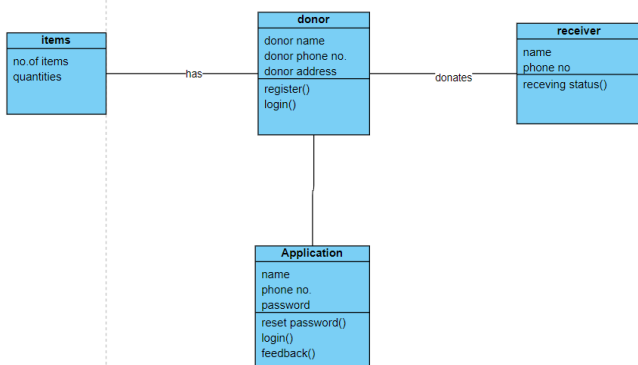 items
no.of items
quantities
has
donor
donor name
donor phone no.
donor address
register()
login()
donates
receiver
name
phone no
receving status()
Application
name
phone no.
password
reset password()
login()
feedback()